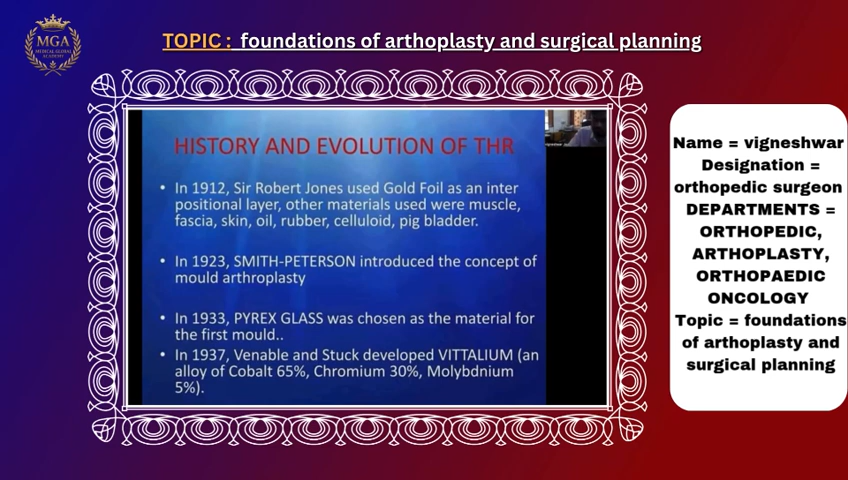 MGA
MEDICAL GLOBAL
ACADEMY
TOPIC : foundations of arthoplasty and surgical planning
HISTORY AND EVOLUTION OF THR
• In 1912, Sir Robert Jones used Gold Foil as an inter
positional layer, other materials used were muscle,
fascia, skin, oil, rubber, celluloid, pig bladder.
• In 1923, SMITH-PETERSON introduced the concept of
mould arthroplasty
• In 1933, PYREX GLASS was chosen as the material for
the first mould..
• In 1937, Venable and Stuck developed VITTALIUM (an
alloy of Cobalt 65%, Chromium 30%, Molybdnium
5%).
Name = vigneshwar
Designation =
orthopedic surgeon
DEPARTMENTS =
ORTHOPEDIC,
ARTHOPLASTY,
ORTHOPAEDIC
ONCOLOGY
Topic = foundations
of arthoplasty and
surgical planning